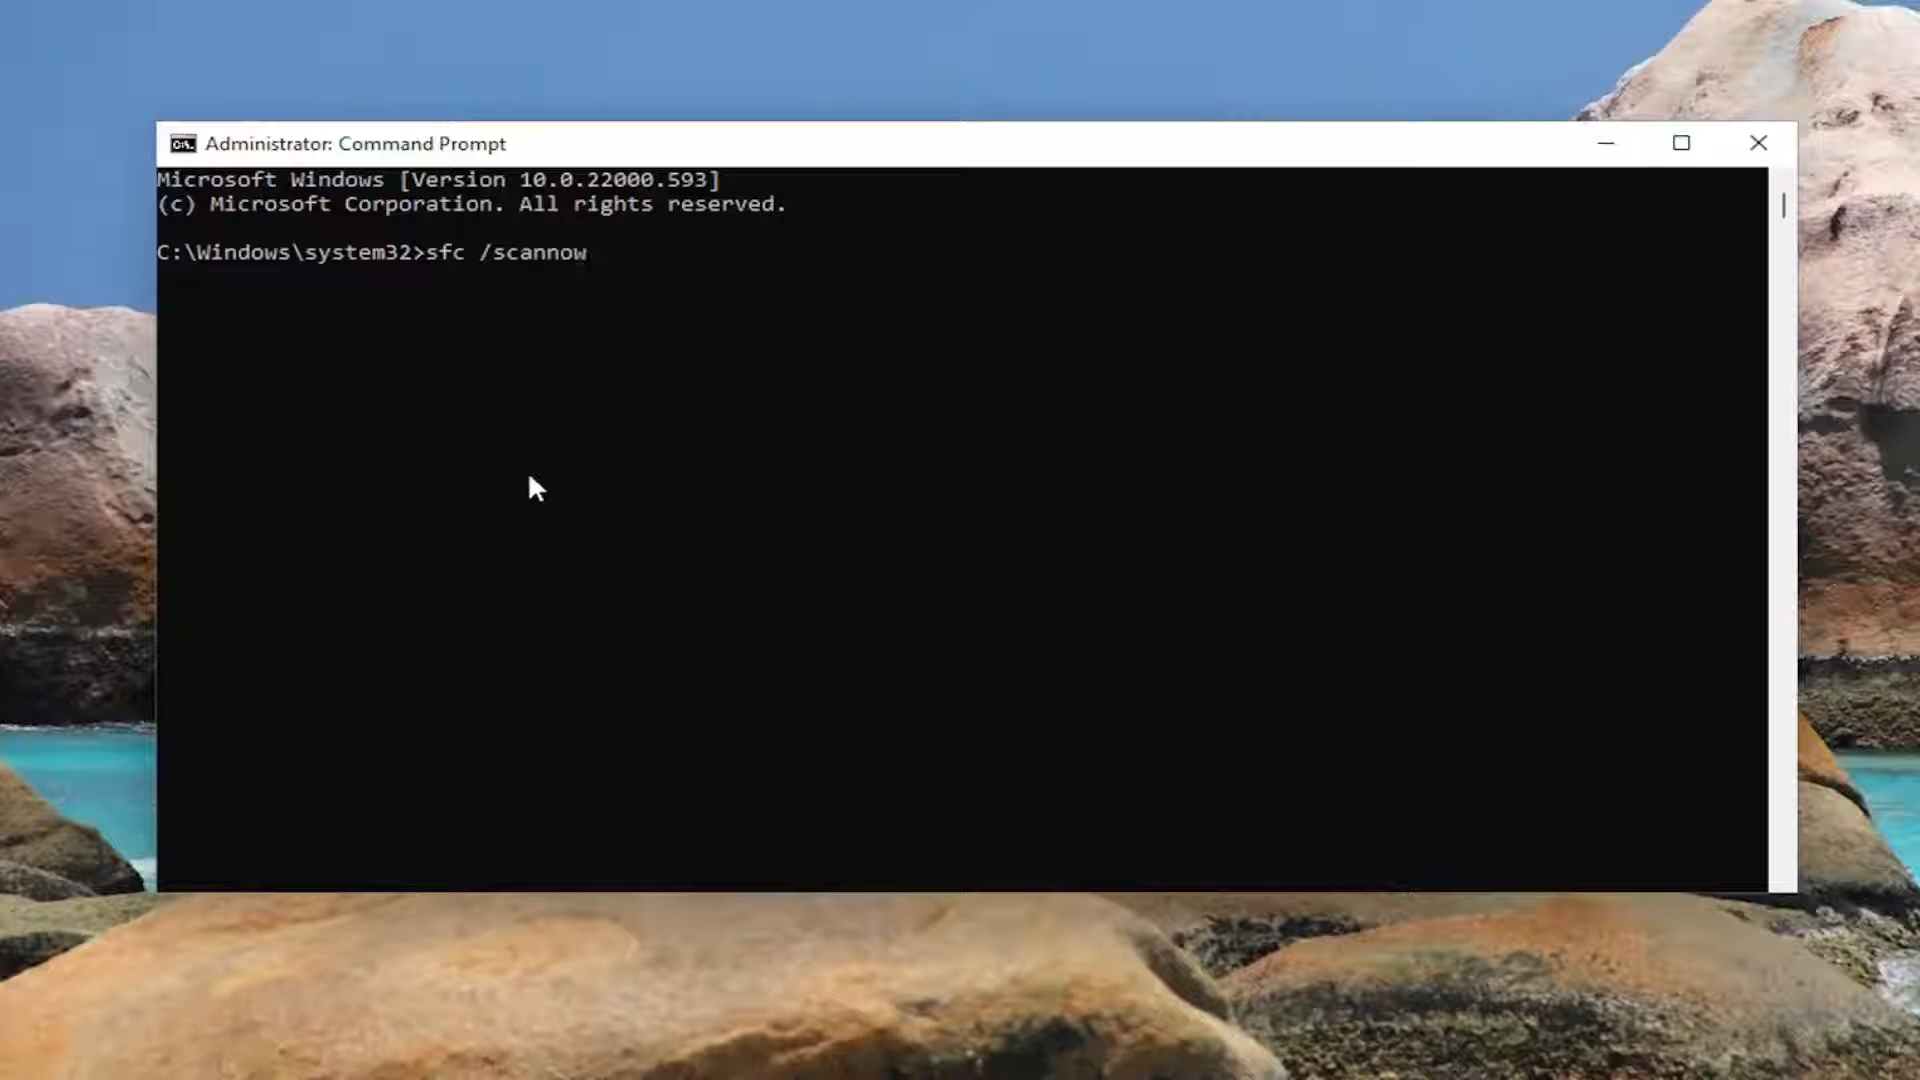 Administrator: Command Prompt
Microsoft Windows [Version 10.0.22000.593]
(c) Microsoft Corporation. All rights reserved.
C:\Windows\system32>sfc /scannow